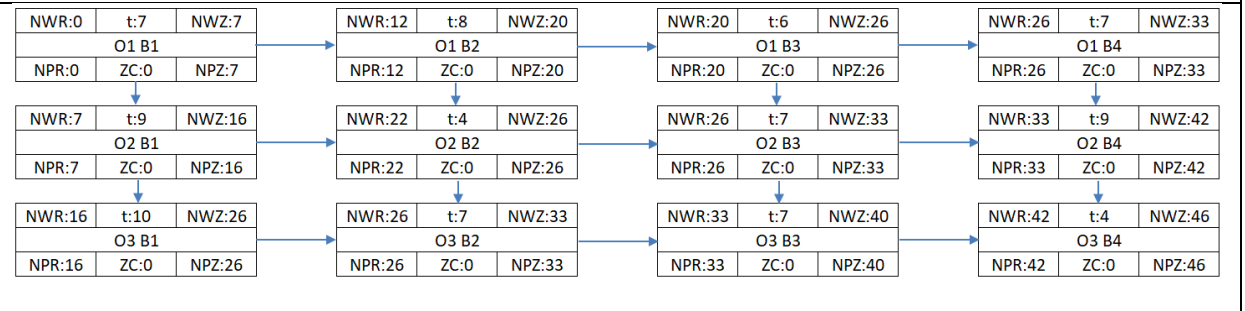 NWR:0 t:7 NWZ:7 NWR:12 t:8 NWZ:20 NWR:20 t:6 NWZ:26 NWR:26 t:7 NWZ:33
O1 B1 O1 B2 O1 B3 O1 B4
NPR:0 ZC:0 NPZ:7 NPR:12 ZC:0 NPZ:20 NPR:20 ZC:0 NPZ:26 NPR:26 ZC:0 NPZ:33
NWR:7 t:9 NWZ:16 NWR:22 t:4 NWZ:26 NWR:26 t:7 NWZ:33 NWR:33 t:9 NWZ:42
O2 B1 O2 B2 O2 B3 O2 B4
NPR:7 ZC:0 NPZ:16 NPR:22 ZC:0 NPZ:26 NPR:26 ZC:0 NPZ:33 NPR:33 ZC:0 NPZ:42
NWR:16 t:10 NWZ:26 NWR:26 t:7 NWZ:33 NWR:33 t:7 NWZ:40 NWR:42 t:4 NWZ:46
O3 B1 O3 B2 O3 B3 O3 B4
NPR:16 ZC:0 NPZ:26 NPR:26 ZC:0 NPZ:33 NPR:33 ZC:0 NPZ:40 NPR:42 ZC:0 NPZ:46